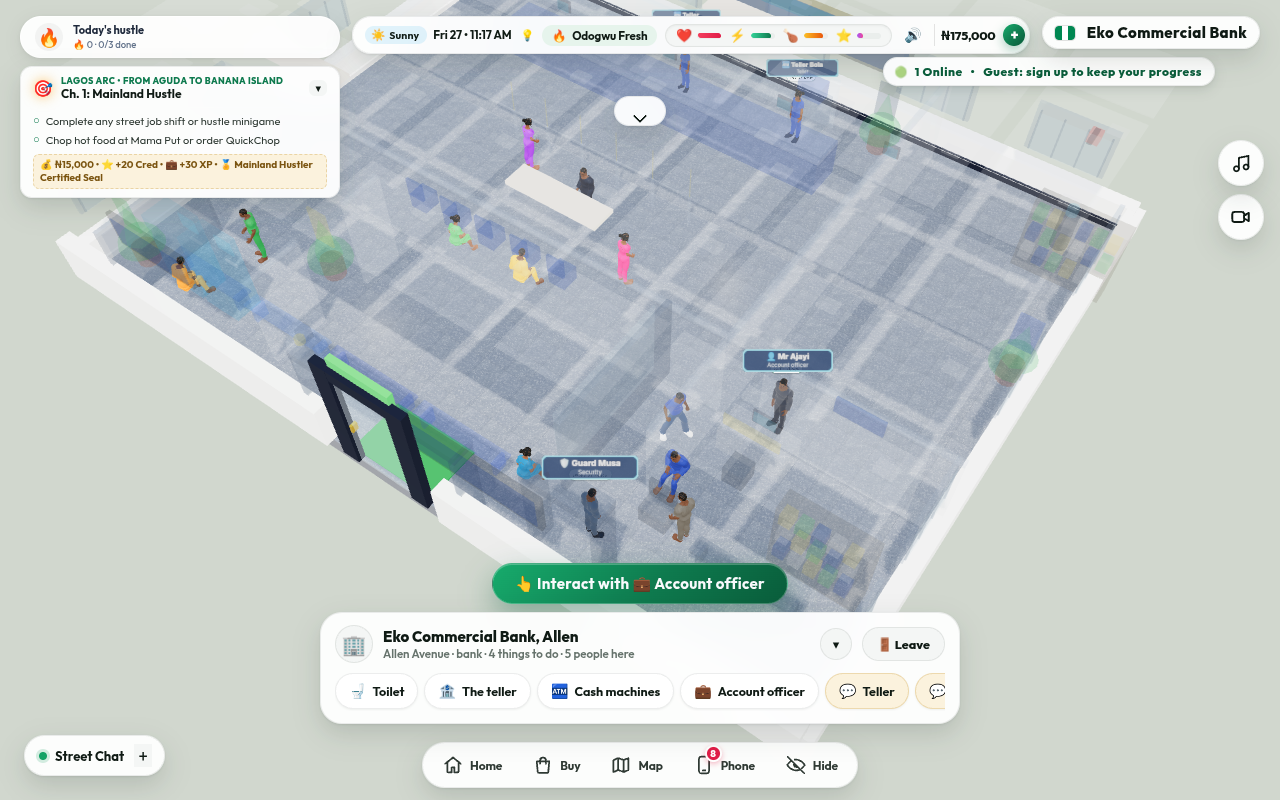 Today's hustle
0 · 0/3 done
Sunny
Fri 27 • 11:17 AM
Odogwu Fresh
₦175,000
+
Eko Commercial Bank
1 Online • Guest: sign up to keep your progress
LAGOS ARC • FROM AGUDA TO BANANA ISLAND
Ch. 1: Mainland Hustle
Complete any street job shift or hustle minigame
Chop hot food at Mama Put or order QuickChop
₦15,000 • +20 Cred • +30 XP • Mainland Hustler
Certified Seal
Teller
Teller Bola
Mr Ajayi
Account officer
Guard Musa
Security
Interact with Account officer
Eko Commercial Bank, Allen
Allen Avenue · bank · 4 things to do · 5 people here
Leave
Toilet
The teller
ATM
Cash machines
Account officer
Teller
Street Chat
+
Home
Buy
Map
8
Phone
Hide